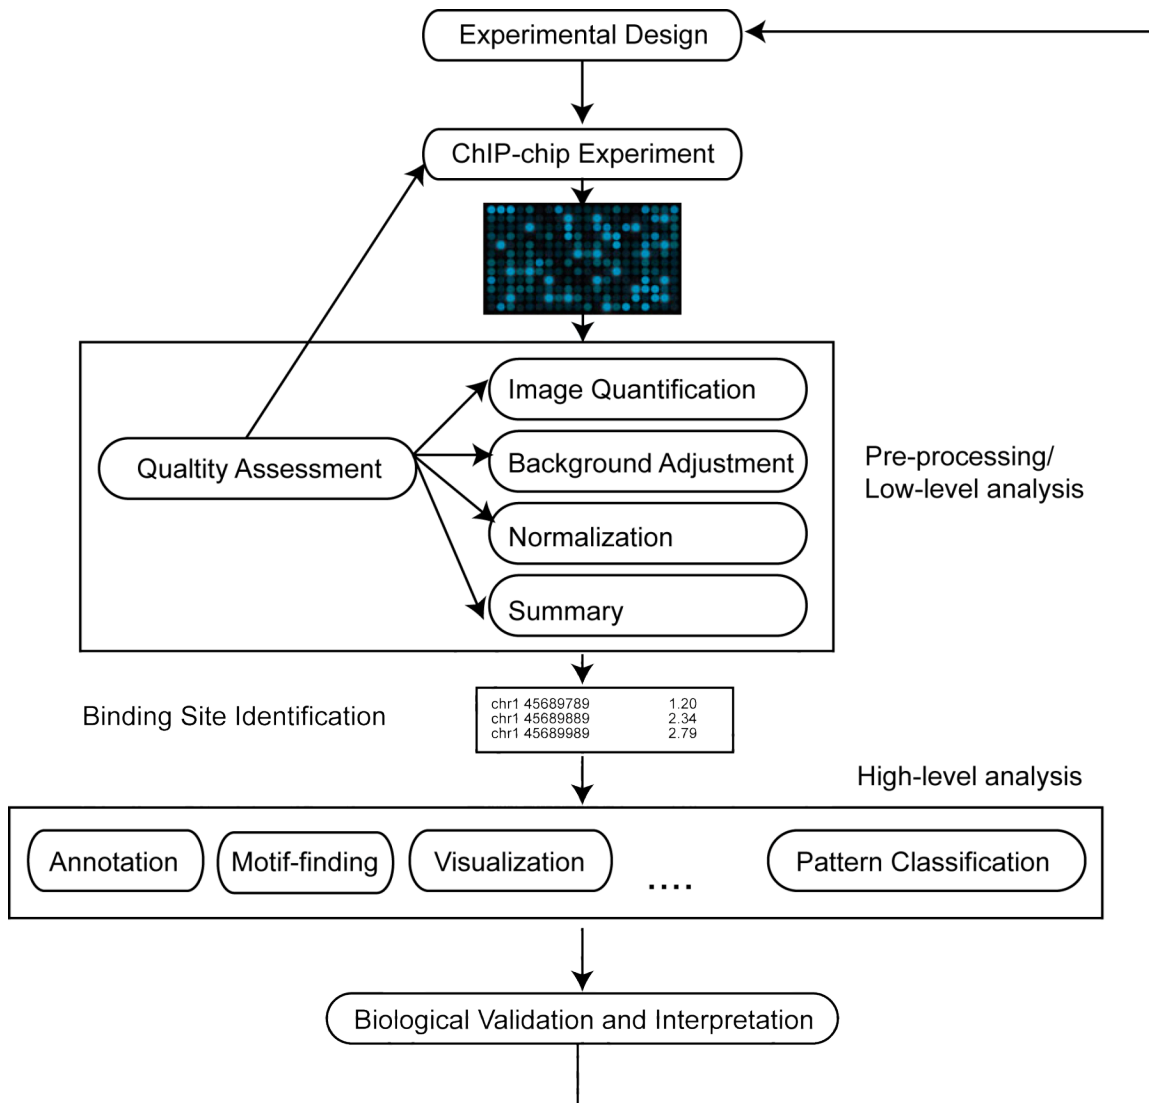 Experimental Design
ChIP-chip Experiment
Image Quantification
Qualtity Assessment
Background Adjustment
Normalization
Summary
Pre-processing/
Low-level analysis
Binding Site Identification
chr1 45689789 1.20
chr1 45689889 2.34
chr1 45689989 2.79
High-level analysis
Annotation
Motif-finding
Visualization
....
Pattern Classification
Biological Validation and Interpretation